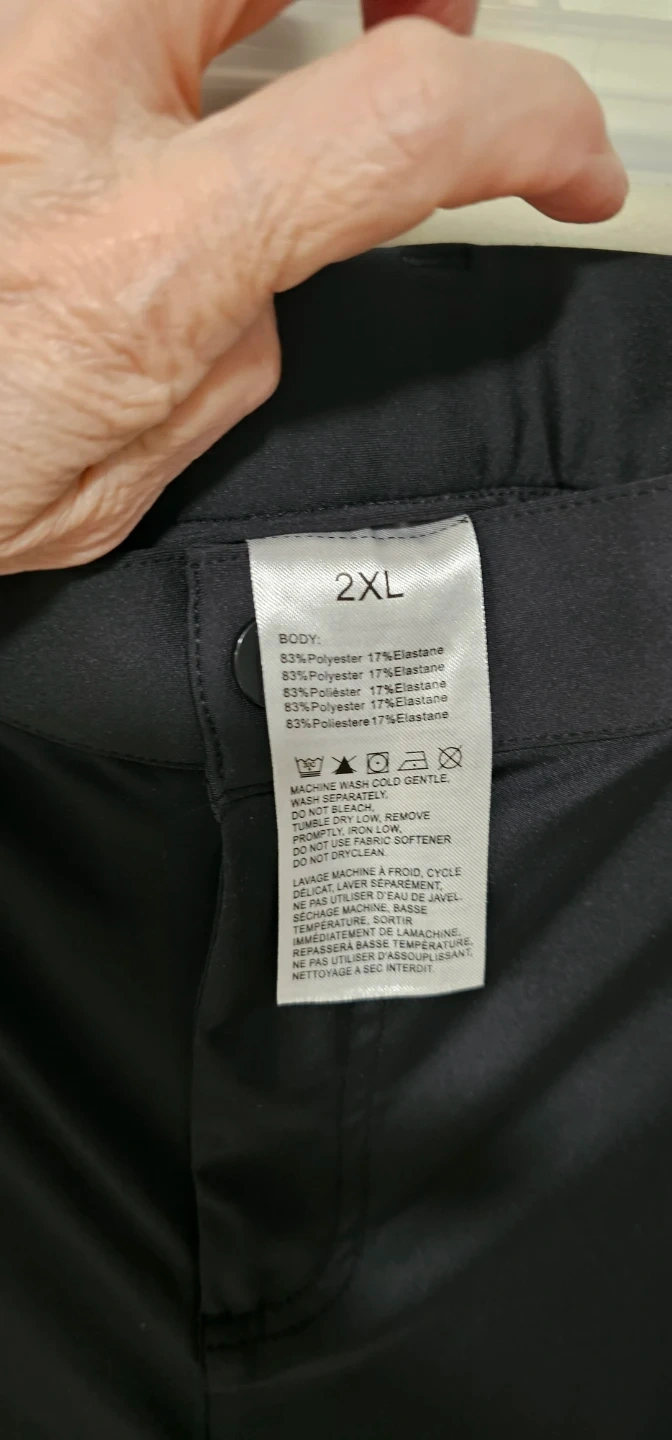 2XL
BODY:
83%Polyester 17%Elastane
83%Polyester 17%Elastane
83%Poliéster 17%Elastane
83%Polyester 17%Elastane
83%Poliestere17%Elastane
MACHINE WASH COLD GENTLE,
WASH SEPARATELY,
DO NOT BLEACH,
TUMBLE DRY LOW, REMOVE
PROMPTLY, IRON LOW,
DO NOT USE FABRIC SOFTENER
DO NOT DRYCLEAN.
LAVAGE MACHINE À FROID, CYCLE
DÉLICAT, LAVER SÉPARÉMENT,
NE PAS UTILISER D'EAU DE JAVEL.
SÉCHAGE MACHINE, BASSE
TEMPÉRATURE, SORTIR
IMMÉDIATEMENT DE LAMACHINE.
REPASSERÀ BASSE TEMPÉRATURE,
NE PAS UTILISER D'ASSOUPLISSANT,
NETTOYAGE A SEC INTERDIT.